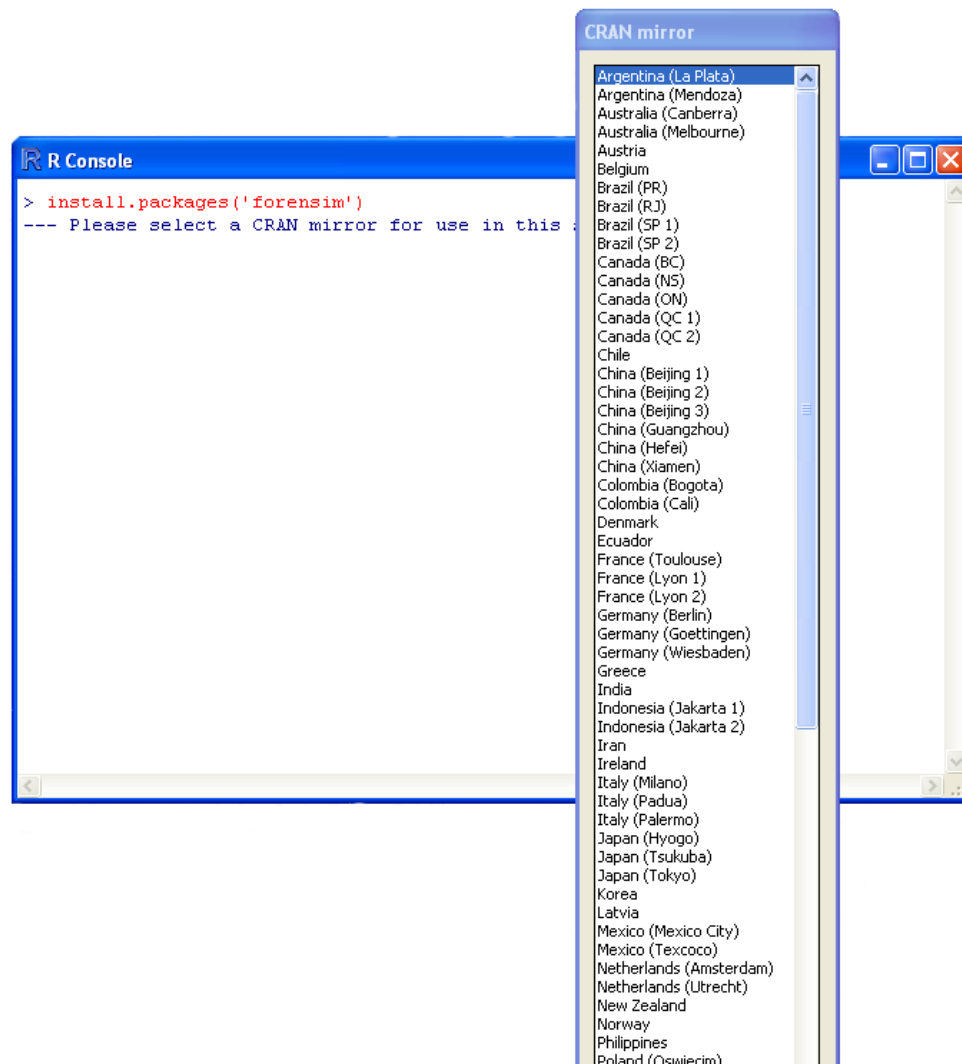 CRAN mirror
Argentina (La Plata)
Argentina (Mendoza)
Australia (Canberra)
Australia (Melbourne)
Austria
Belgium
Brazil (PR)
Brazil (RJ)
Brazil (SP 1)
Brazil (SP 2)
Canada (BC)
Canada (NS)
Canada (ON)
Canada (QC 1)
Canada (QC 2)
Chile
China (Beijing 1)
China (Beijing 2)
China (Beijing 3)
China (Guangzhou)
China (Hefei)
China (Xiamen)
Colombia (Bogota)
Colombia (Cali)
Denmark
Ecuador
France (Toulouse)
France (Lyon 1)
France (Lyon 2)
Germany (Berlin)
Germany (Goettingen)
Germany (Wiesbaden)
Greece
India
Indonesia (Jakarta 1)
Indonesia (Jakarta 2)
Iran
Ireland
Italy (Milano)
Italy (Padua)
Italy (Palermo)
Japan (Hyogo)
Japan (Tsukuba)
Japan (Tokyo)
Korea
Latvia
Mexico (Mexico City)
Mexico (Texcoco)
Netherlands (Amsterdam)
Netherlands (Utrecht)
New Zealand
Norway
Philippines
Poland (Oswiecim)
R R Console
> install.packages('forensim')
--- Please select a CRAN mirror for use in this